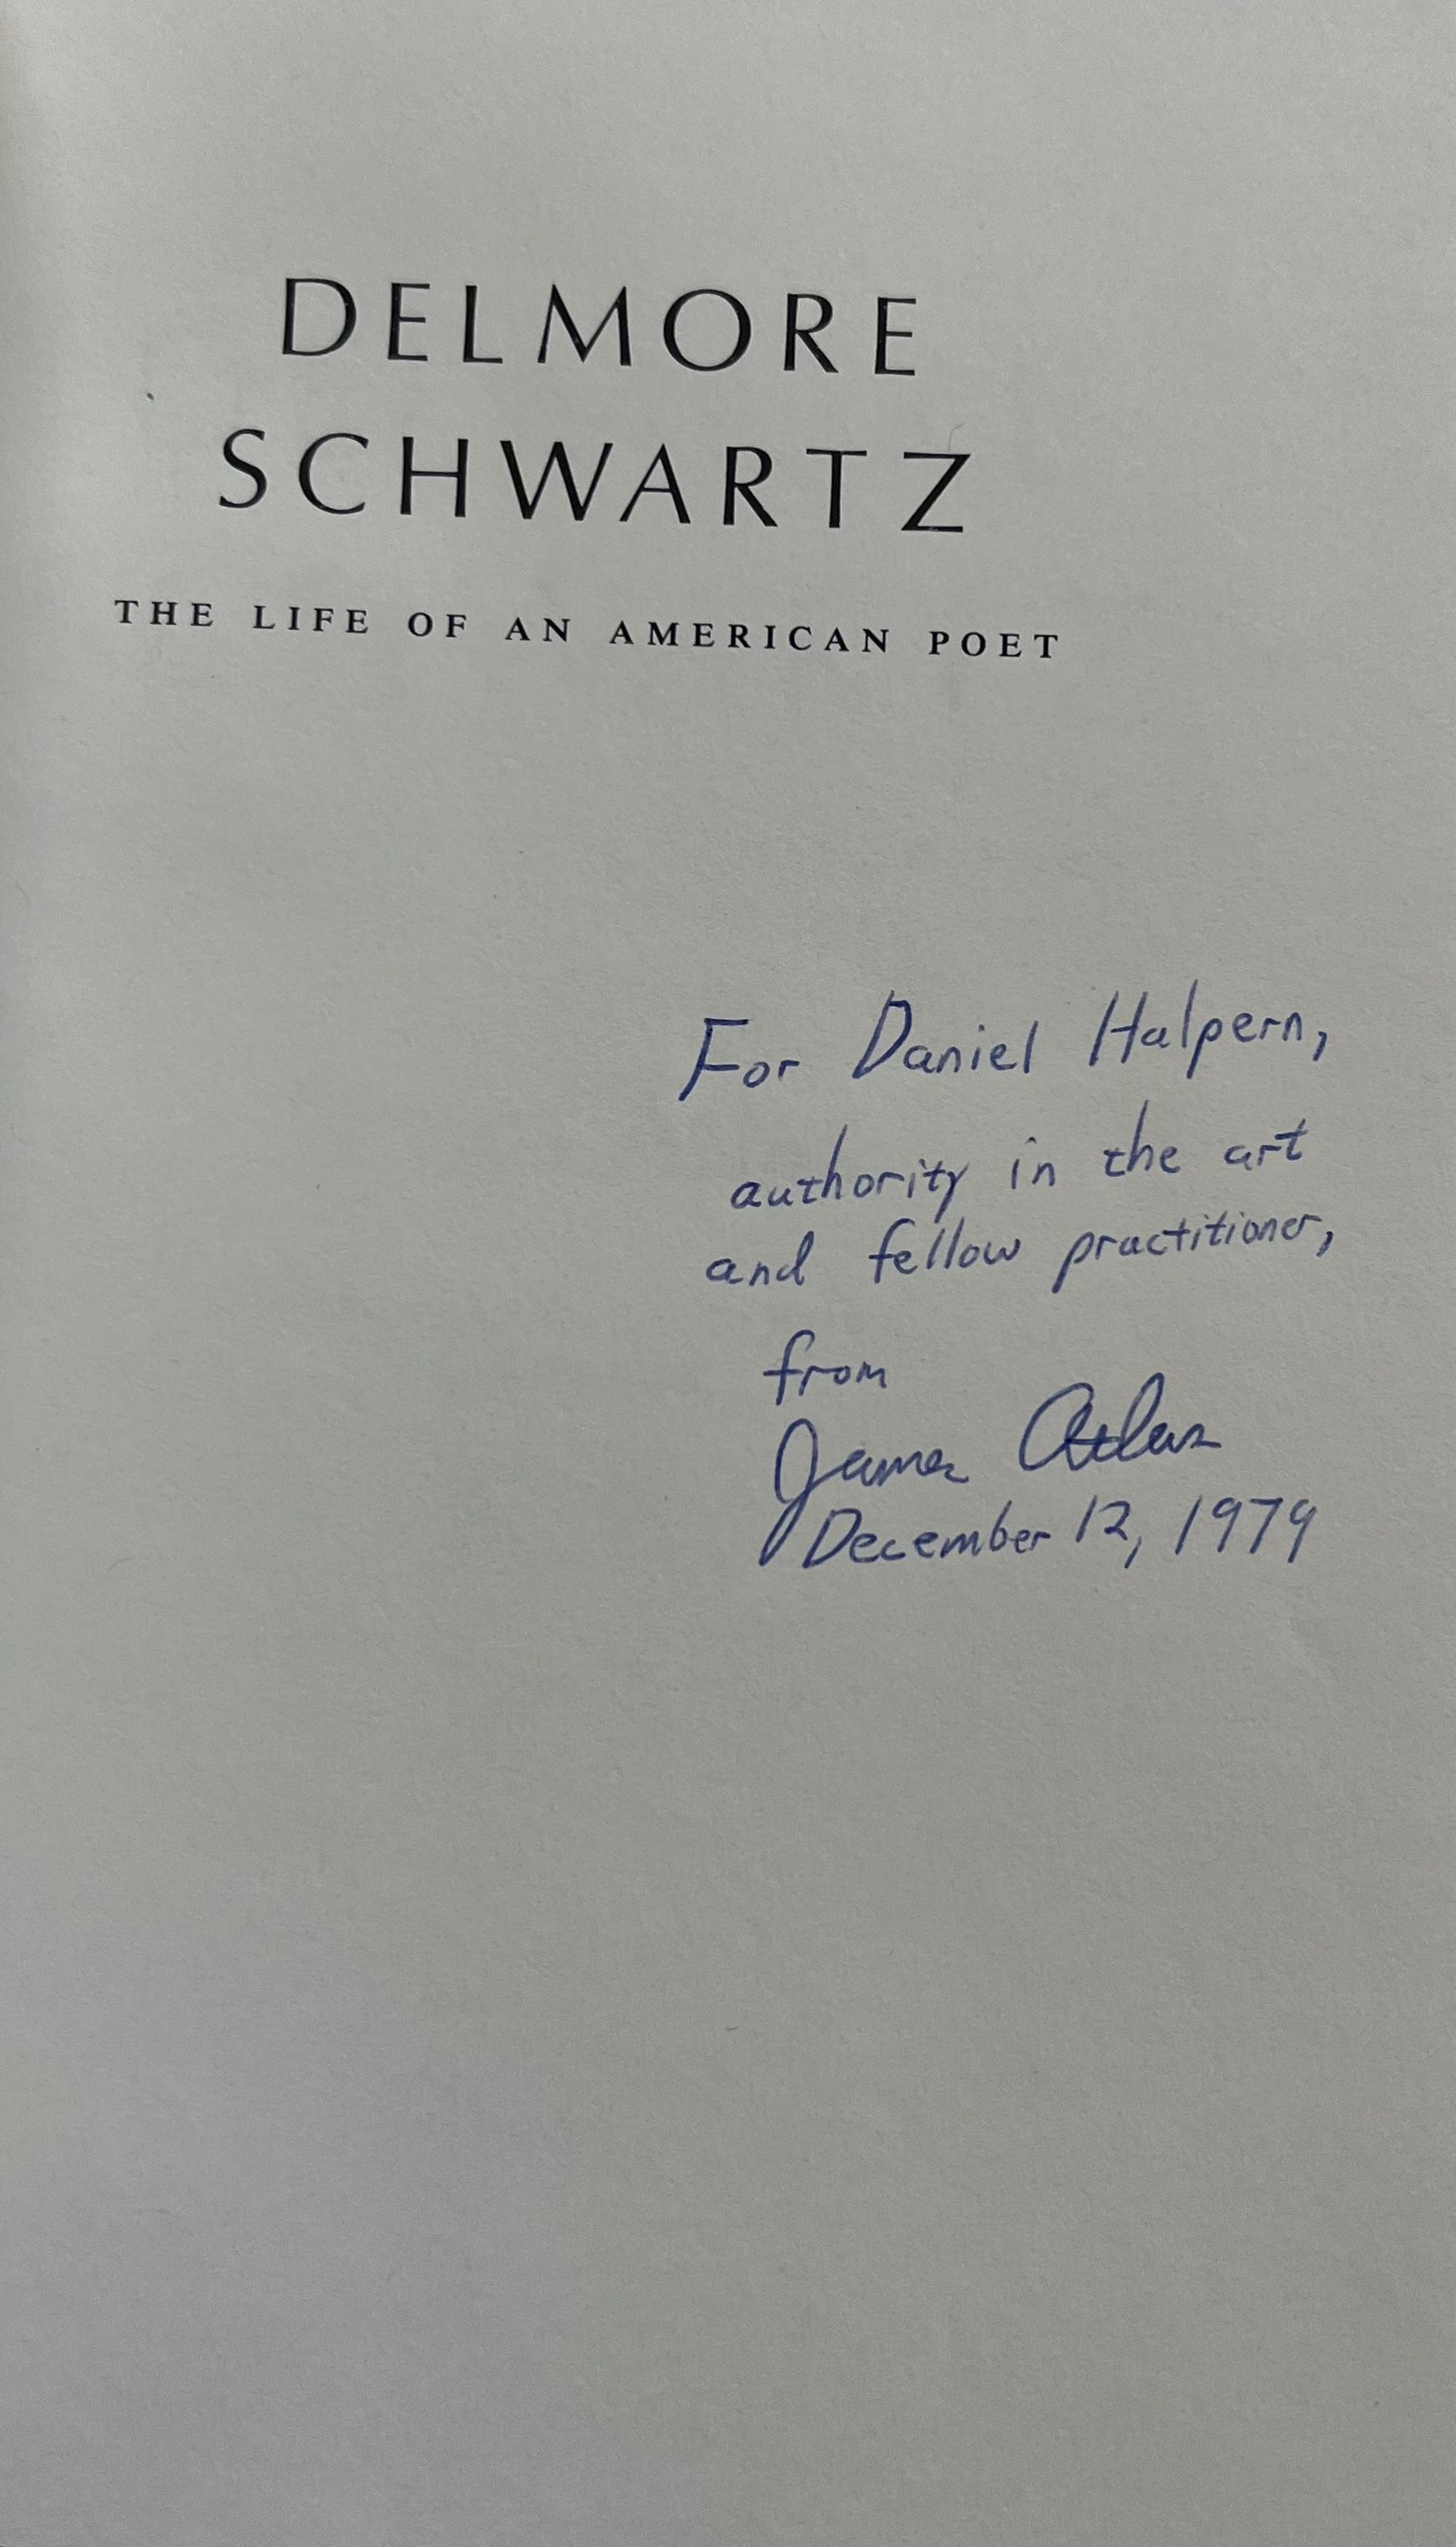 DELMORE
SCHWARTZ
THE LIFE OF AN AMERICAN POET
For Daniel Halpern,
authority in the art
and fellow practitioner,
from
James Atlas
December 12, 1979